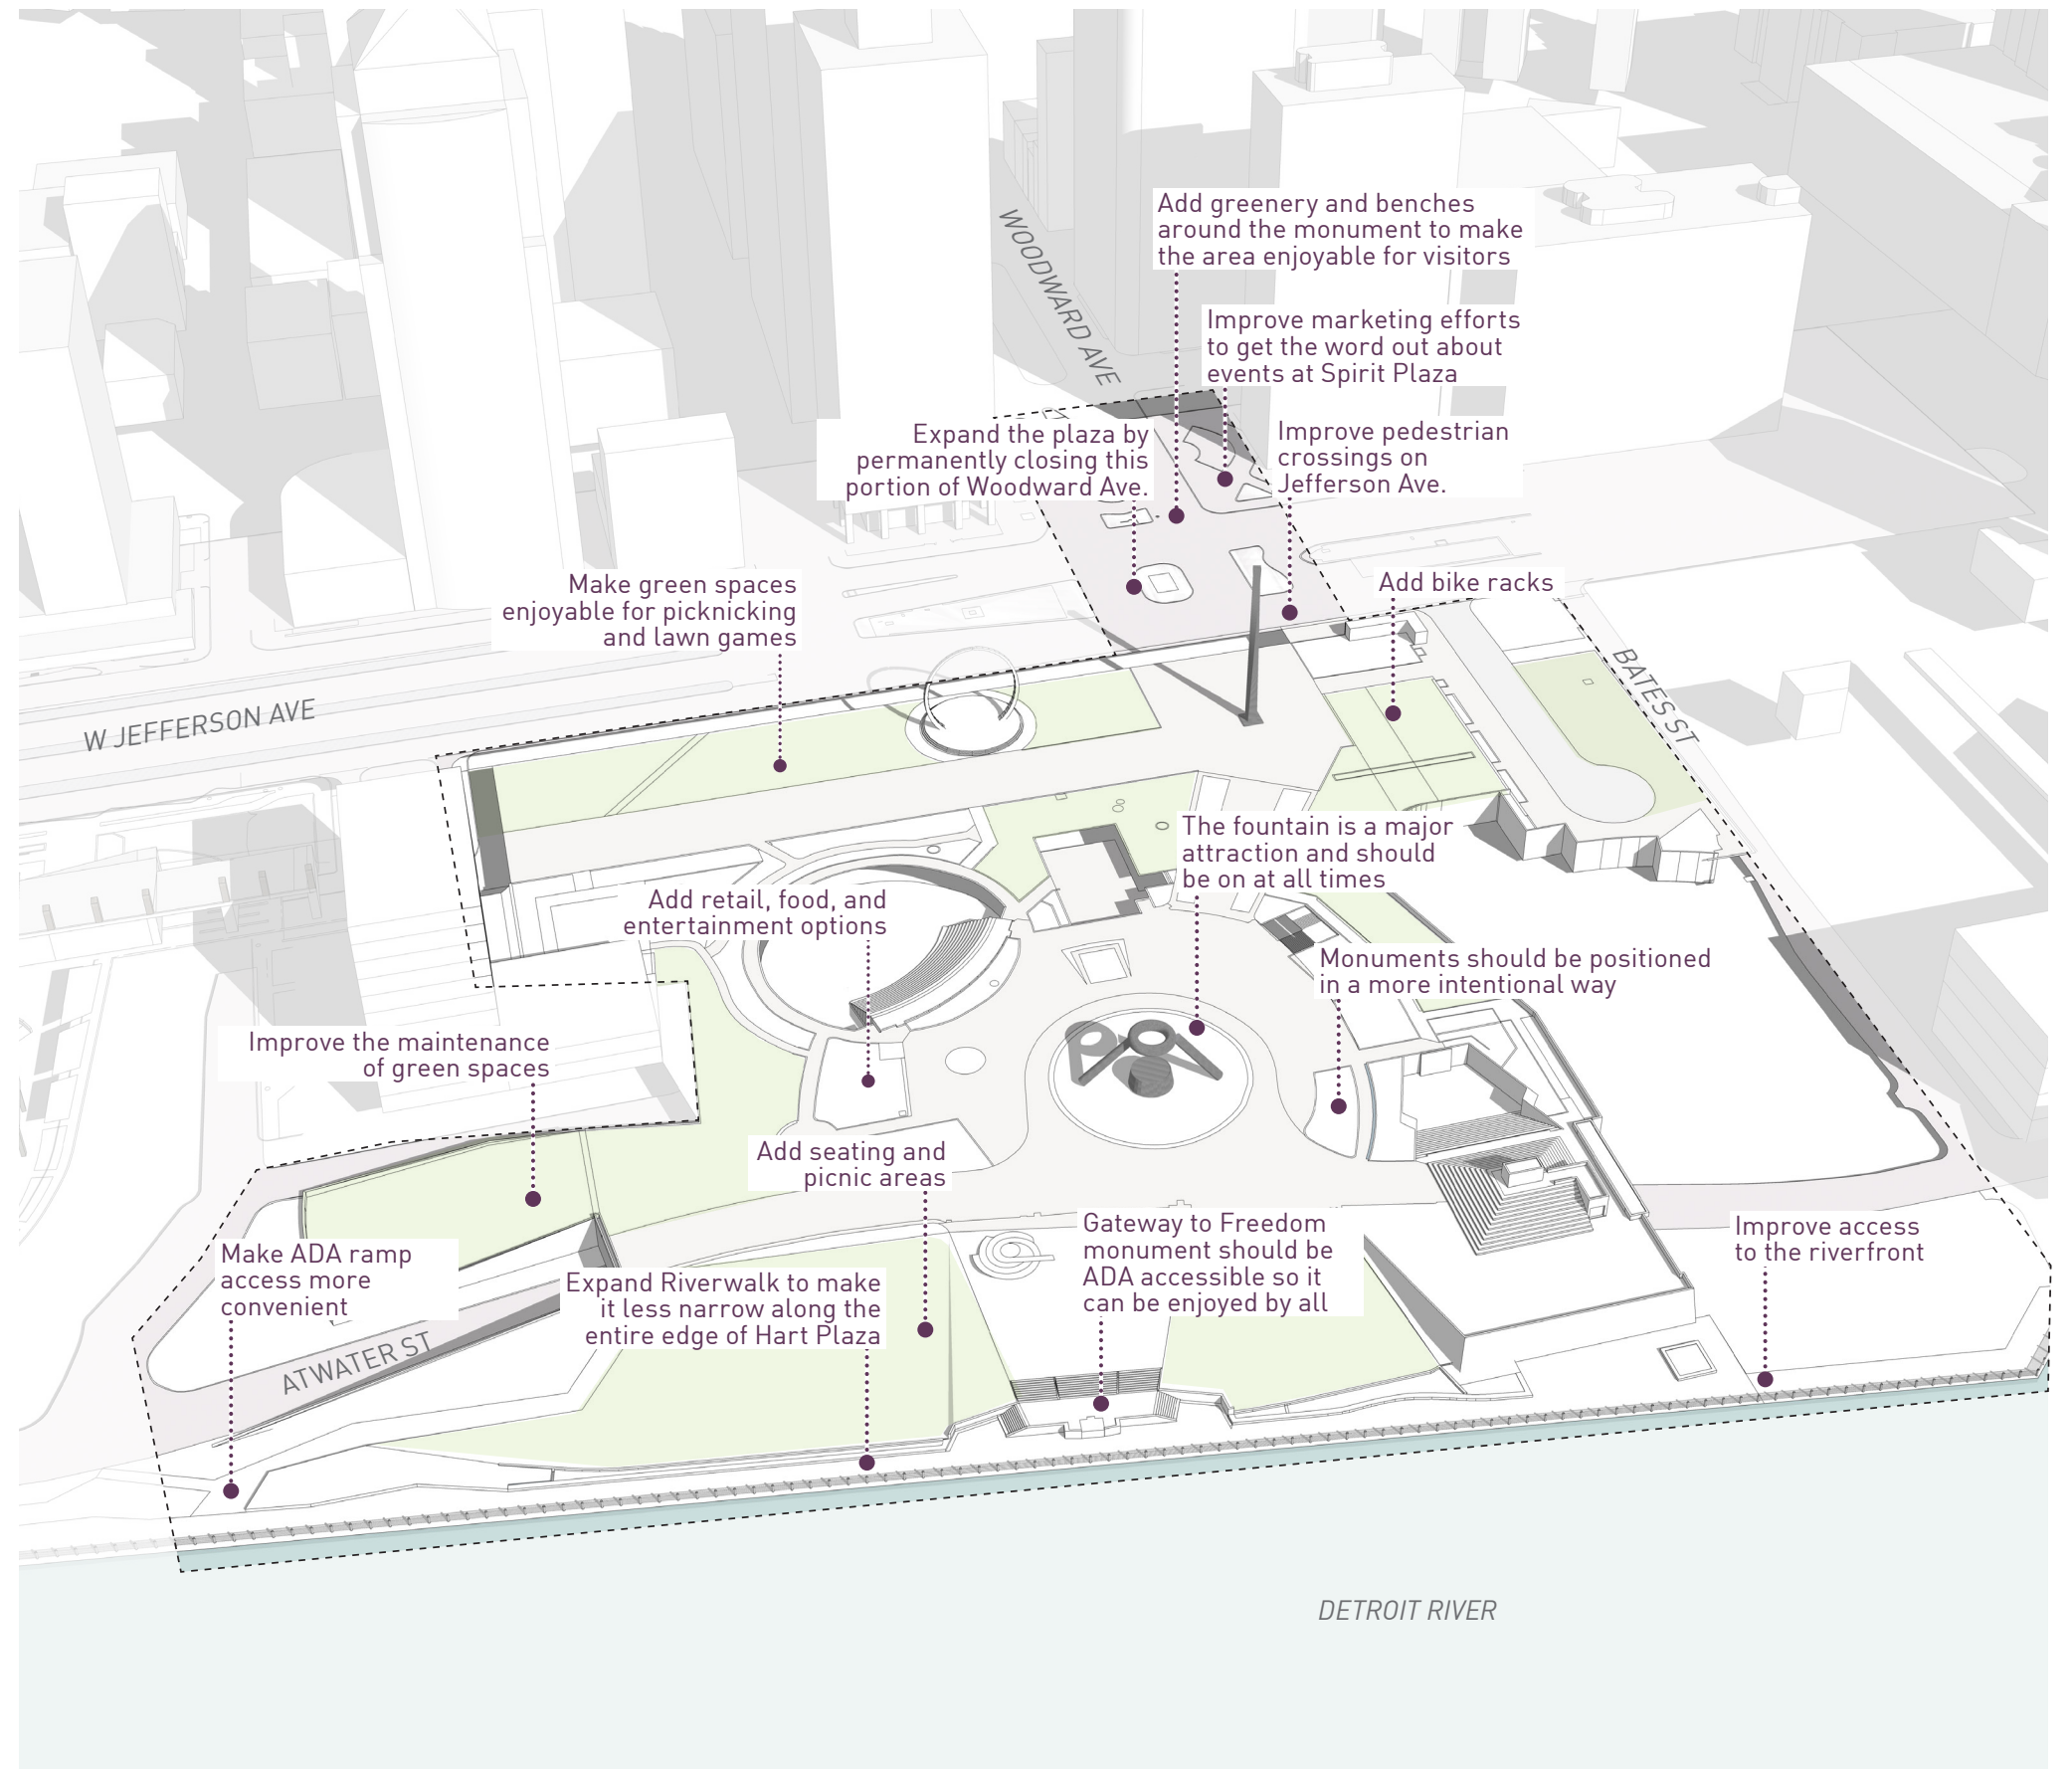 WOODWARD AVE
Add greenery and benches
around the monument to make
the area enjoyable for visitors
Improve marketing efforts
to get the word out about
events at Spirit Plaza
Expand the plaza by
permanently closing this
portion of Woodward Ave.
Improve pedestrian
crossings on
Jefferson Ave.
Make green spaces
enjoyable for picknicking
and lawn games
Add bike racks
W JEFFERSON AVE
BATES ST
The fountain is a major
attraction and should
be on at all times
Add retail, food, and
entertainment options
Monuments should be positioned
in a more intentional way
Improve the maintenance
of green spaces
Add seating and
picnic areas
Gateway to Freedom
monument should be
ADA accessible so it
can be enjoyed by all
Improve access
to the riverfront
Make ADA ramp
access more
convenient
Expand Riverwalk to make
it less narrow along the
entire edge of Hart Plaza
ATWATER ST
DETROIT RIVER